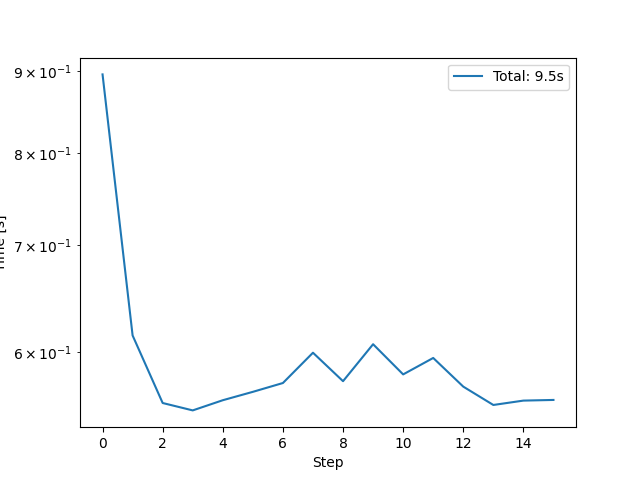 Total: 9.5s
9 × 10⁻¹
8 × 10⁻¹
7 × 10⁻¹
6 × 10⁻¹
[s]
0 2 4 6 8 10 12 14
Step